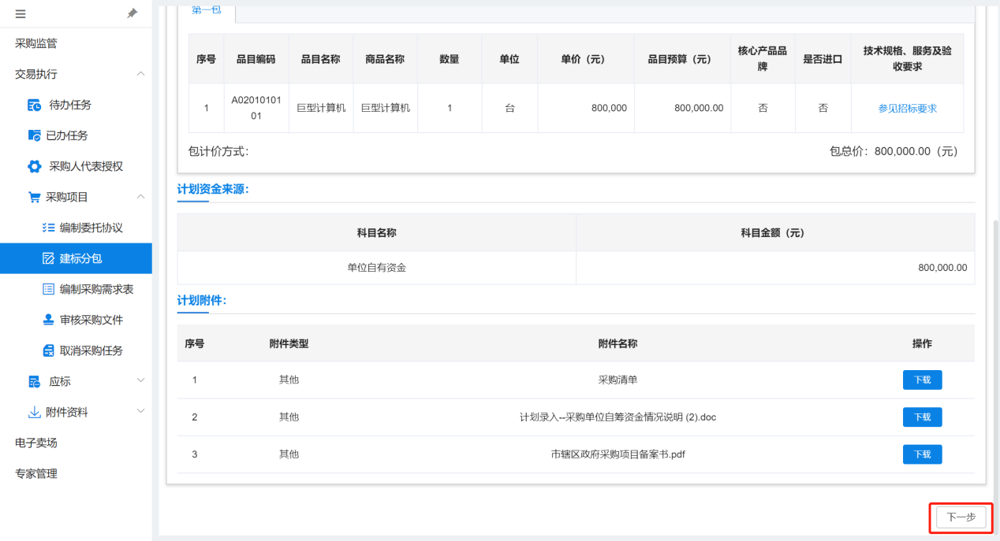 采购监管
交易执行
待办任务
已办任务
采购人代表授权
采购项目
编制委托协议
建标分包
编制采购需求表
审核采购文件
取消采购任务
应标
附件资料
电子卖场
专家管理
第一包
序号 品目编码 品目名称 商品名称 数量 单位 单价（元） 品目预算（元） 核心产品品 是否进口 技术规格、服务及验
牌 收要求
1 A02010101 巨型计算机 巨型计算机 1 台 800,000 800,000.00 否 否 参见招标要求
01
包计价方式： 包总价：800,000.00（元）
计划资金来源：
科目名称 科目金额（元）
单位自有资金 800,000.00
计划附件：
序号 附件类型 附件名称 操作
1 其他 采购清单 下载
2 其他 计划录入--采购单位自筹资金情况说明 (2).doc 下载
3 其他 市辖区政府采购项目备案书.pdf 下载
下一步